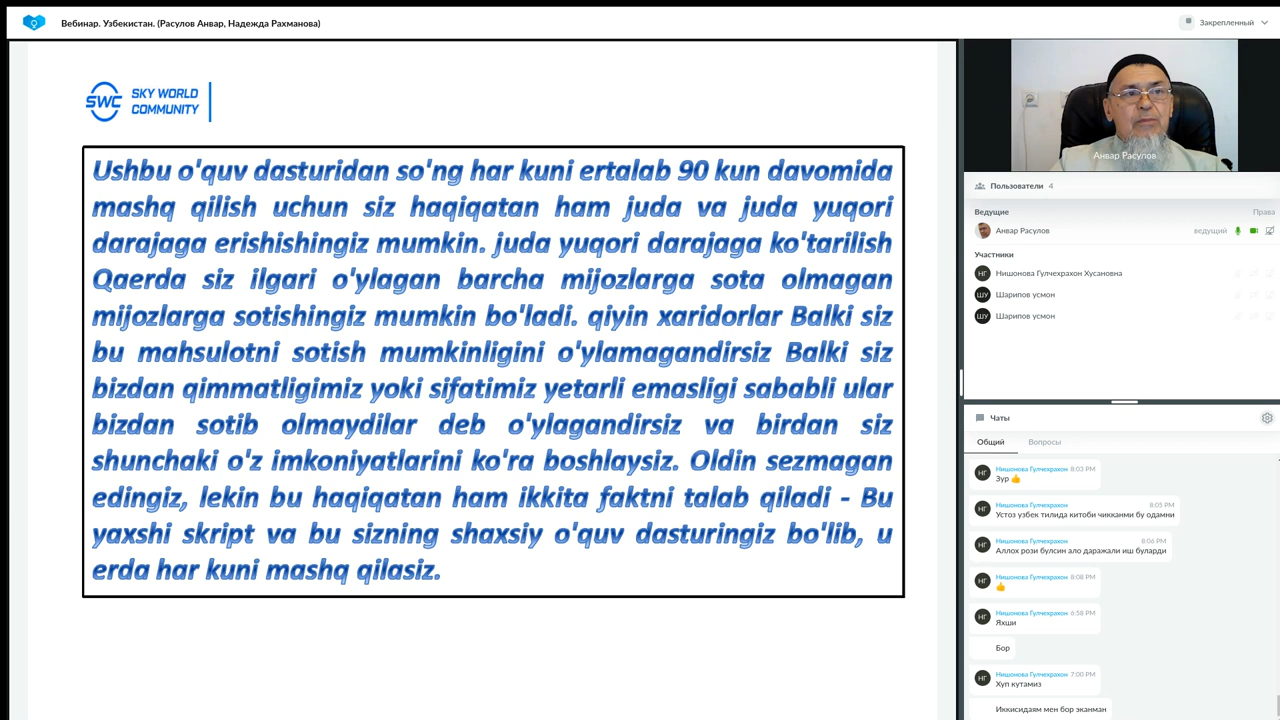 Вебинар. Узбекистан. (Расулов Анвар, Надежда Рахманова)
Закрепленный
SWC
SKY WORLD
COMMUNITY
Ushbu o'quv dasturidan so'ng har kuni ertalab 90 kun davomida
mashq qilish uchun siz haqiqatan ham juda va juda yuqori
darajaga erishishingiz mumkin. juda yuqori darajaga ko'tarilish
Qaerda siz ilgari o'ylagan barcha mijozlarga sota olmagan
mijozlarga sotishingiz mumkin bo'ladi. qiyin xaridorlar Balki siz
bu mahsulotni sotish mumkinligini o'ylamagandirsiz Balki siz
bizdan qimmatligimiz yoki sifatimiz yetarli emasligi sababli ular
bizdan sotib olmaydilar deb o'ylagandirsiz va birdan siz
shunchaki o'z imkoniyatlarini ko'ra boshlaysiz. Oldin sezmagan
edingiz, lekin bu haqiqatan ham ikkita faktni talab qiladi - Bu
yaxshi skript va bu sizning shaxsiy o'quv dasturingiz bo'lib, u
erda har kuni mashq qilasiz.
Анвар Расулов
Пользователи 4
Ведущие Права
Анвар Расулов ведущий
Участники
НГ Нишонова Гулчехрахон Хусановна
ШУ Шарипов усмон
ШУ Шарипов усмон
Чаты
Общий Вопросы
НГ Нишонова Гулчехрахон 8:03 PM
Зур 👍
НГ Нишонова Гулчехрахон 8:05 PM
Устоз узбек тилида китоби чикканми бу одамни
НГ Нишонова Гулчехрахон 8:06 PM
Аллох рози булсин ало даражали иш буларди
НГ Нишонова Гулчехрахон 8:08 PM
👍
НГ Нишонова Гулчехрахон 6:58 PM
Яхши
Бор
НГ Нишонова Гулчехрахон 7:00 PM
Хуп кутамиз
Иккисидаям мен бор эканман